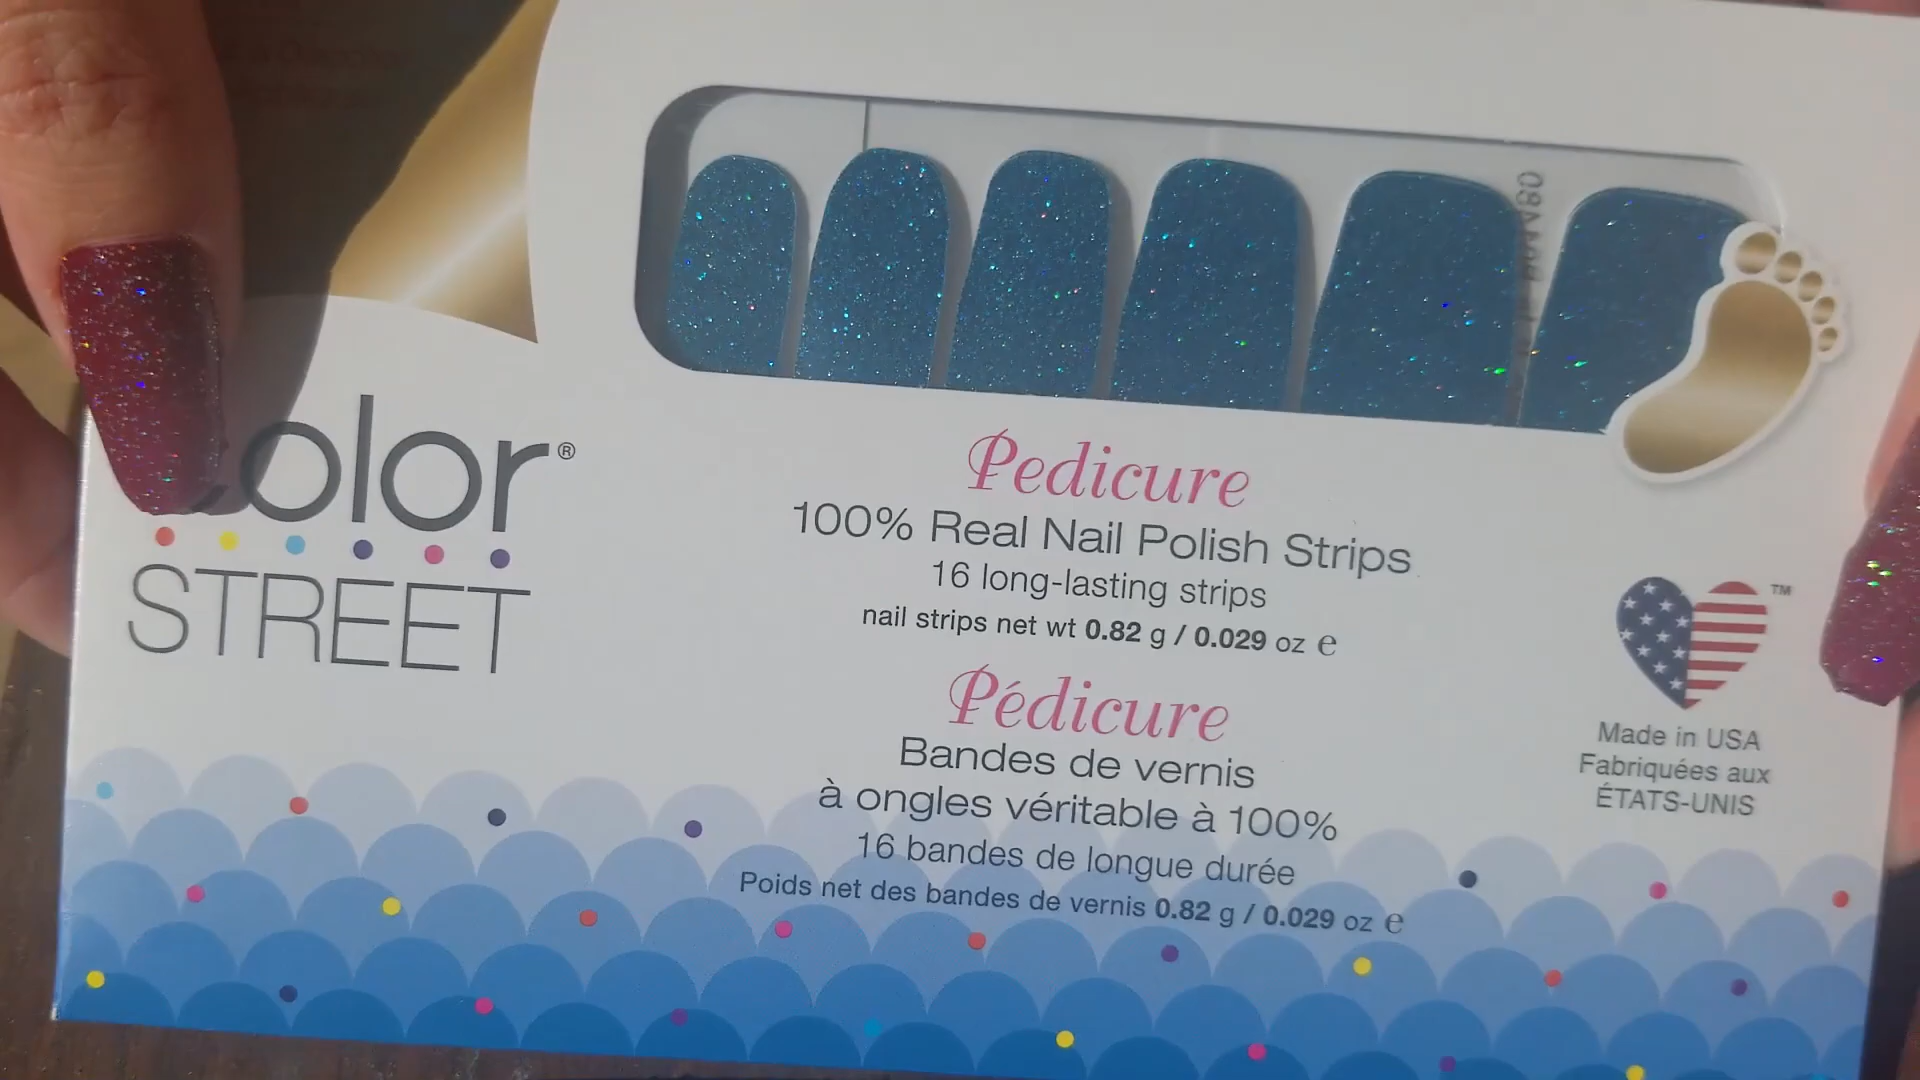 color®
STREET
Pedicure
100% Real Nail Polish Strips
16 long-lasting strips
nail strips net wt 0.82 g / 0.029 oz ℮
Pédicure
Bandes de vernis
à ongles véritable à 100%
16 bandes de longue durée
Poids net des bandes de vernis 0.82 g / 0.029 oz ℮
TM
Made in USA
Fabriquées aux
ÉTATS-UNIS